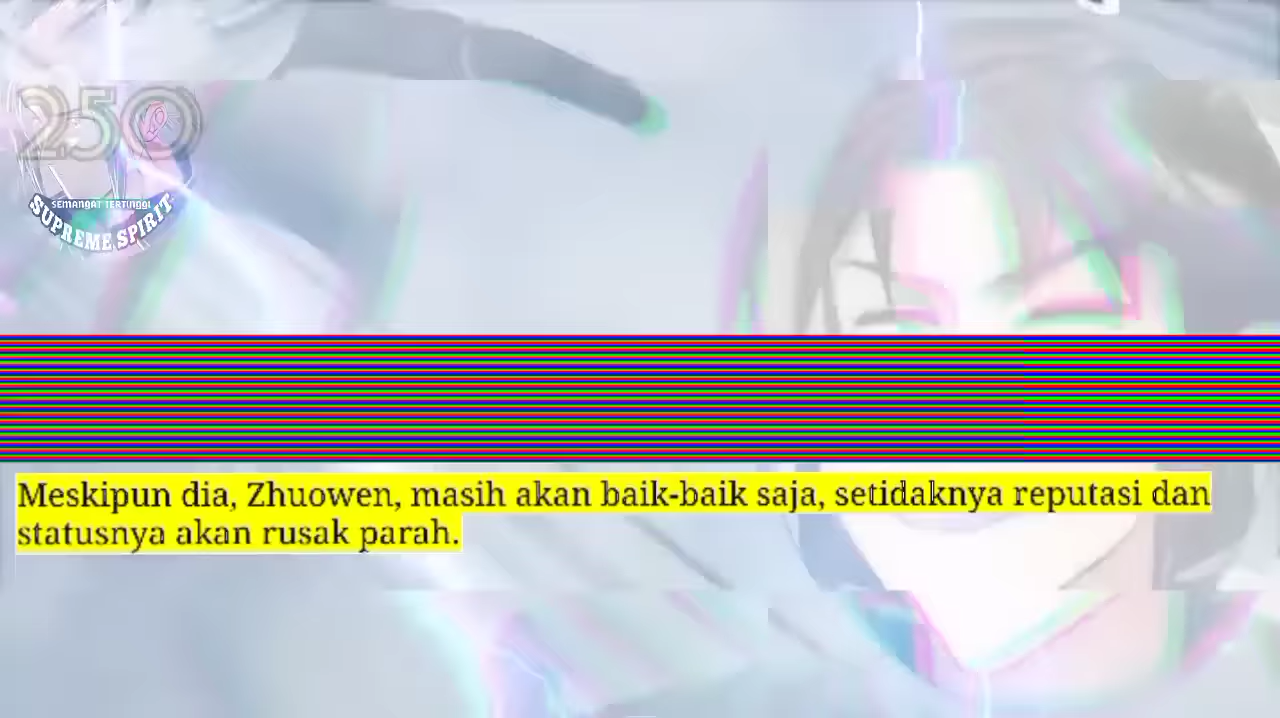 250
SEMANGAT TERTINGGI
SUPREME SPIRIT
Meskipun dia, Zhuowen, masih akan baik-baik saja, setidaknya reputasi dan
statusnya akan rusak parah.